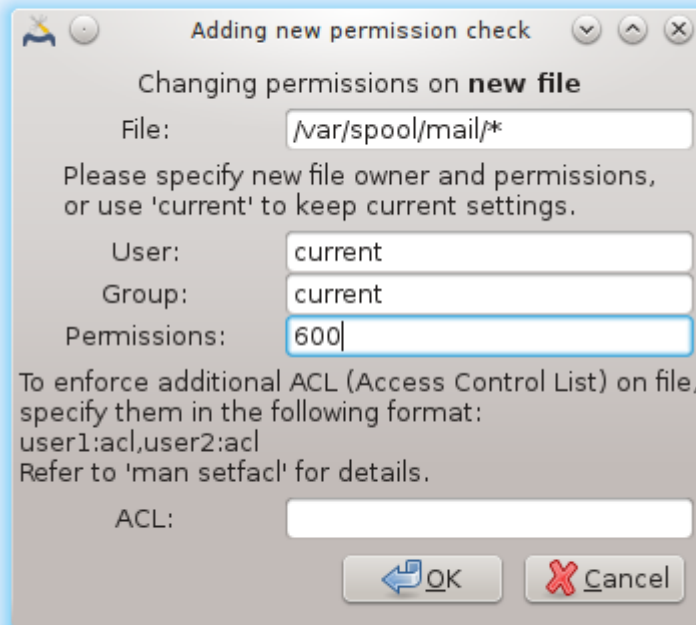 Adding new permission check
Changing permissions on new file
File: /var/spool/mail/*
Please specify new file owner and permissions,
or use 'current' to keep current settings.
User: current
Group: current
Permissions: 600
To enforce additional ACL (Access Control List) on file,
specify them in the following format:
user1:acl,user2:acl
Refer to 'man setfacl' for details.
ACL:
OK Cancel